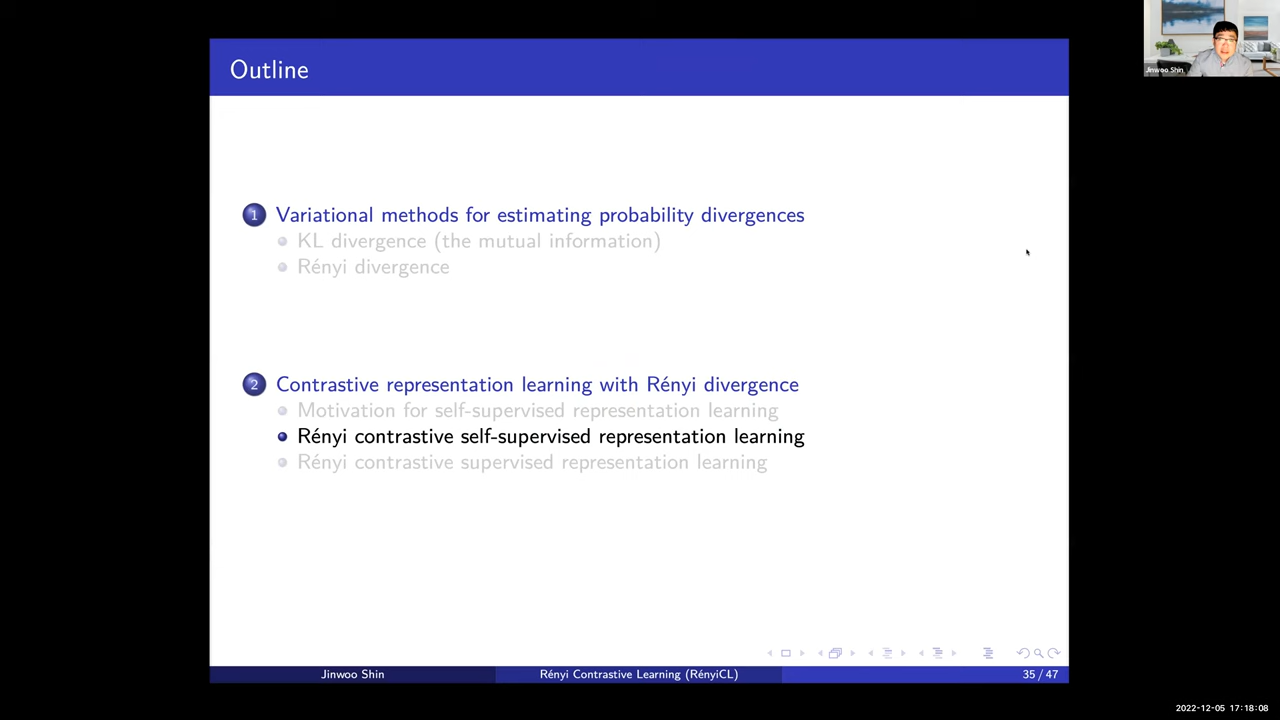 Outline
Jinwoo Shin
1 Variational methods for estimating probability divergences
KL divergence (the mutual information)
Rényi divergence
2 Contrastive representation learning with Rényi divergence
Motivation for self-supervised representation learning
Rényi contrastive self-supervised representation learning
Rényi contrastive supervised representation learning
Jinwoo Shin Rényi Contrastive Learning (RényiCL) 35 / 47
2022-12-05 17:18:08